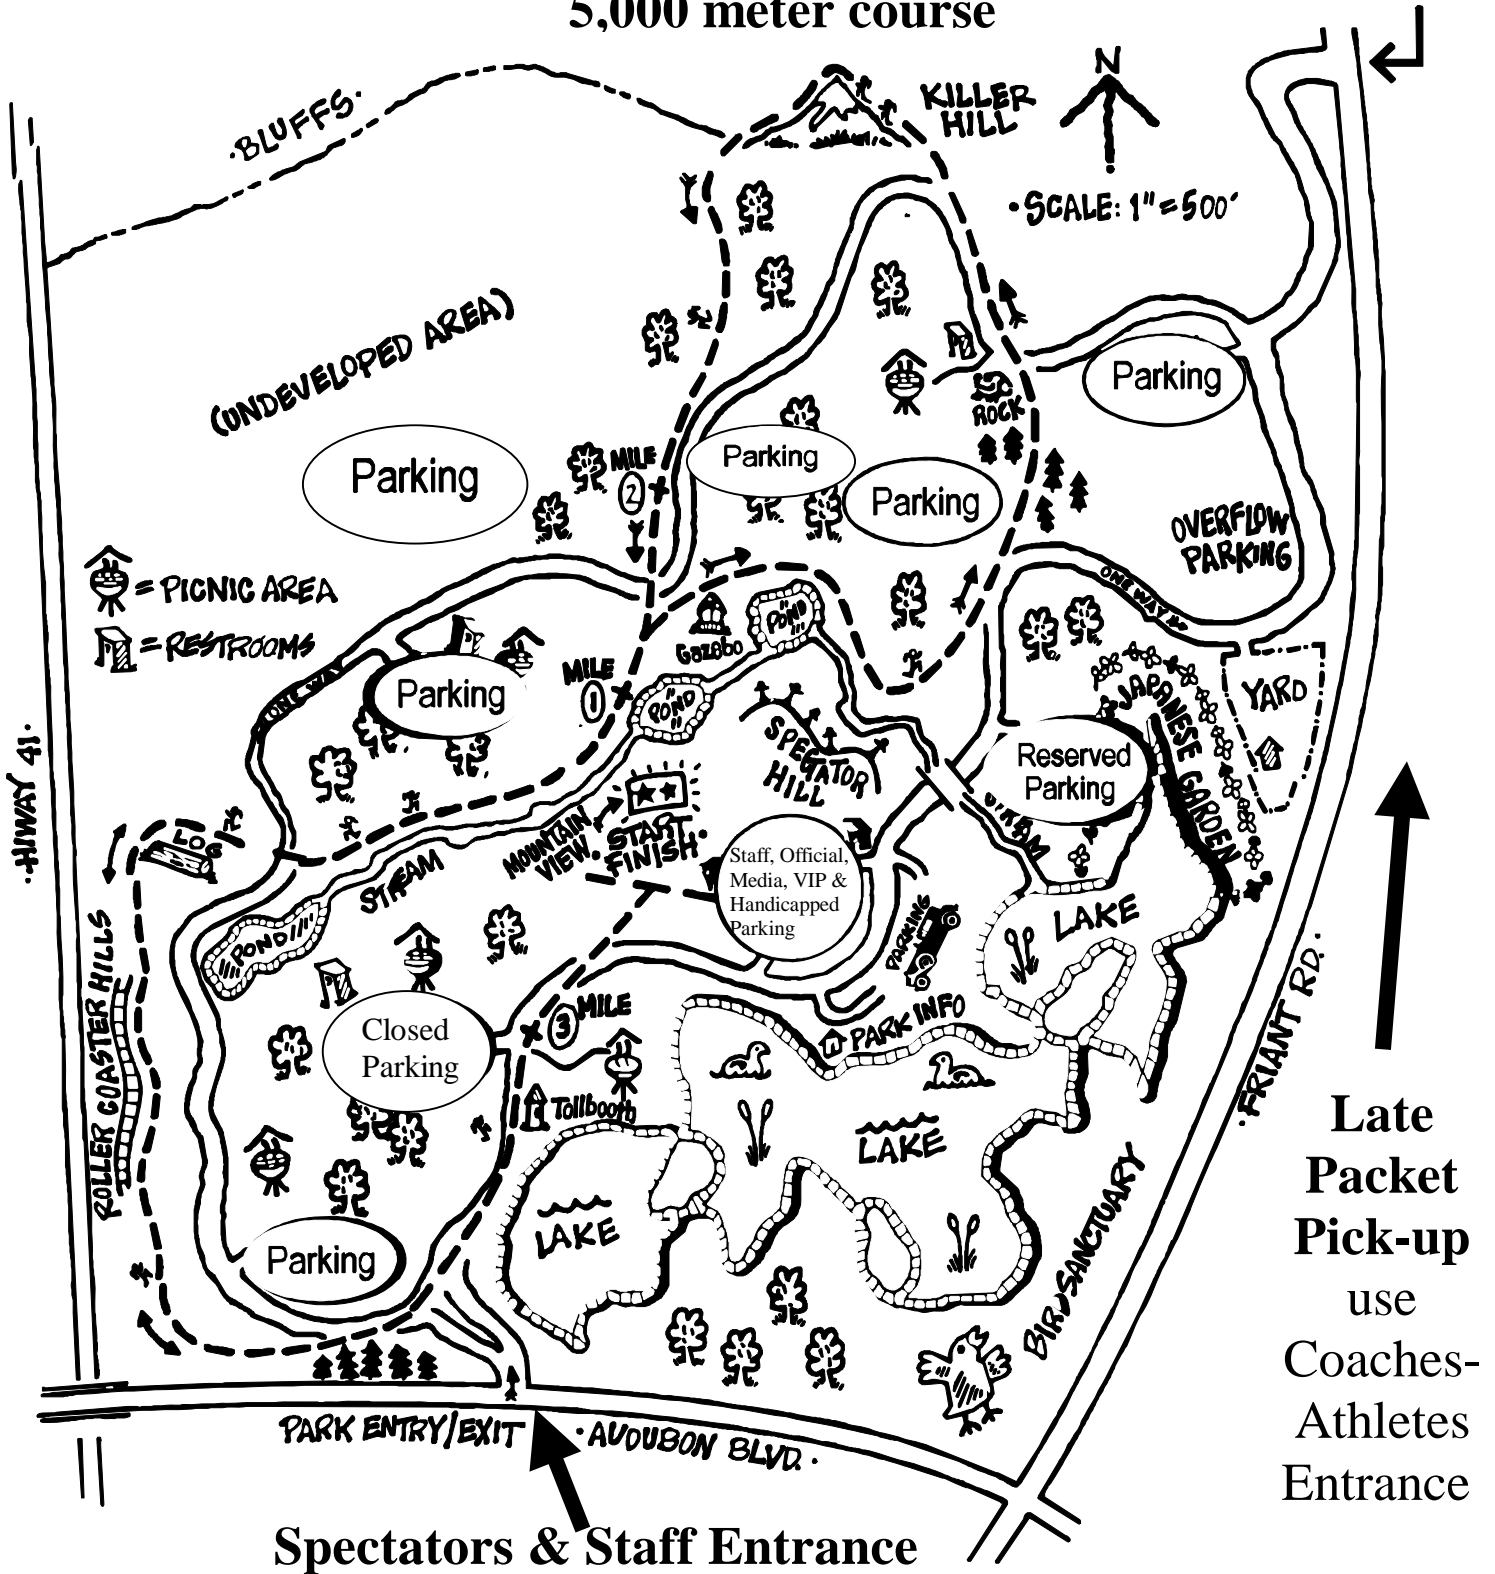 5,000 meter course
N
KILLER
HILL
·BLUFFS·
·SCALE: 1"=500'
(UNDEVELOPED AREA)
Parking
ROCK
Parking
Parking
Parking
Parking
MILE
2
OVERFLOW
PARKING
= PICNIC AREA
= RESTROOMS
ONE WAY
POND
Gazebo
ONE WAY
Parking
MILE
1
POND
JAPANESE GARDEN
YARD
SPECTATOR
HILL
Reserved
Parking
·HIWAY 41·
MOUNTAIN
VIEW.
START·
FINISH
STREAM
LOG
Staff, Official,
Media, VIP &
Handicapped
Parking
STREAM
PARKING
LAKE
POND
ROLLER COASTER HILLS
Closed
Parking
3
MILE
PARK INFO
·FRIANT RD.·
Tollbooth
LAKE
LAKE
BIRD SANCTUARY
Parking
Late
Packet
Pick-up
use
Coaches-
Athletes
Entrance
PARK ENTRY/EXIT
·AUDUBON BLVD.·
Spectators & Staff Entrance